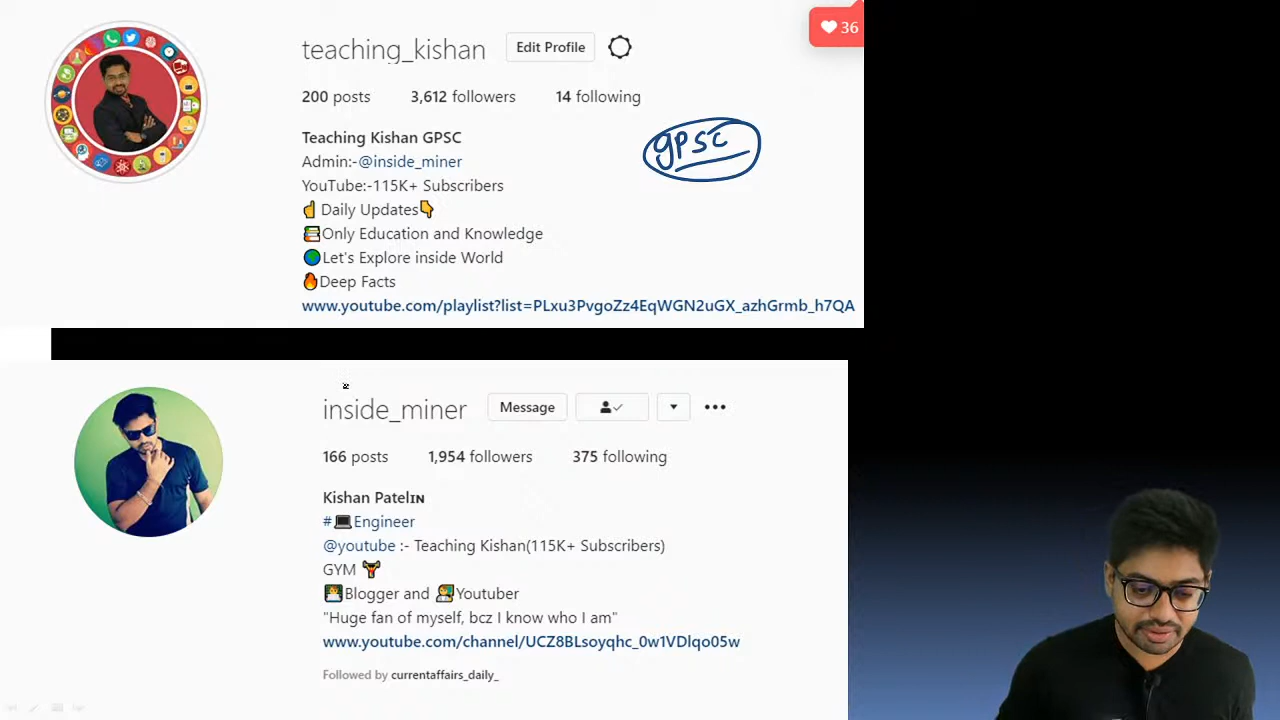 36
teaching_kishan Edit Profile
200 posts 3,612 followers 14 following
Teaching Kishan GPSC
gpsc
Admin:-@inside_miner
YouTube:-115K+ Subscribers
☝Daily Updates👇
📚Only Education and Knowledge
🌍Let's Explore inside World
🔥Deep Facts
www.youtube.com/playlist?list=PLxu3PvgoZz4EqWGN2uGX_azhGrmb_h7QA
inside_miner Message
166 posts 1,954 followers 375 following
Kishan Patelɪɴ
#💻Engineer
@youtube :- Teaching Kishan(115K+ Subscribers)
GYM 🏋
👨‍💻Blogger and 👨‍🏫Youtuber
"Huge fan of myself, bcz I know who I am"
www.youtube.com/channel/UCZ8BLsoyqhc_0w1VDlqo05w
Followed by currentaffairs_daily_